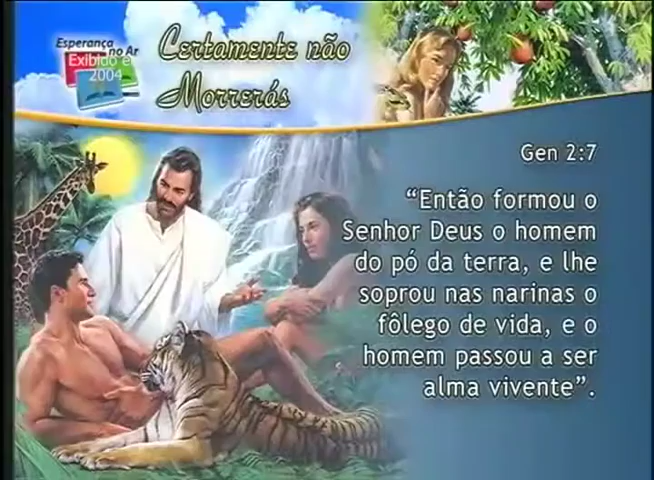 Esperança
no Ar
Exibido e
2004
Certamente não
Morrerás
Gen 2:7
“Então formou o
Senhor Deus o homem
do pó da terra, e lhe
soprou nas narinas o
fôlego de vida, e o
homem passou a ser
alma vivente”.